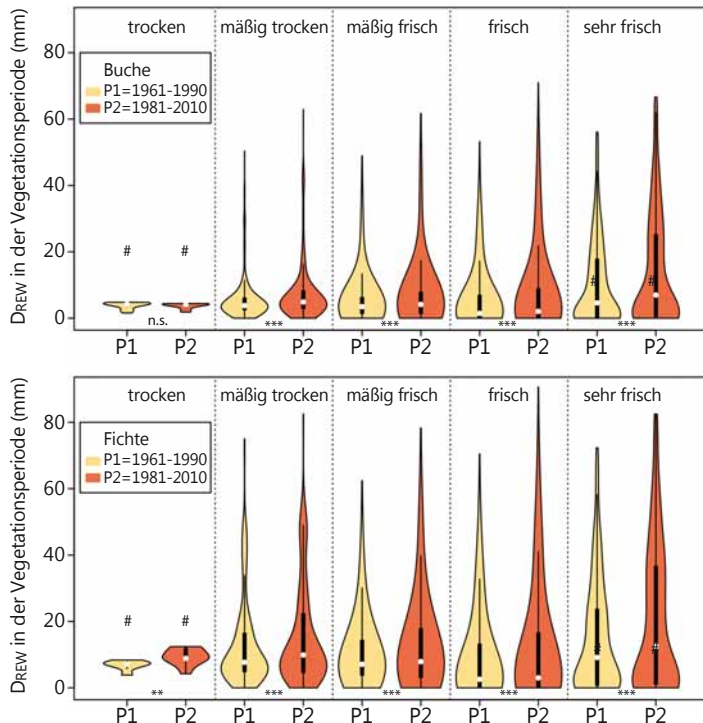 trocken mäßig trocken mäßig frisch frisch sehr frisch
80
60
40
20
0
DREW in der Vegetationsperiode (mm)
Buche
P1=1961-1990
P2=1981-2010
# # # #
n.s. *** *** *** ***
P1 P2 P1 P2 P1 P2 P1 P2 P1 P2
trocken mäßig trocken mäßig frisch frisch sehr frisch
80
60
40
20
0
DREW in der Vegetationsperiode (mm)
Fichte
P1=1961-1990
P2=1981-2010
# # # #
** *** *** *** ***
P1 P2 P1 P2 P1 P2 P1 P2 P1 P2